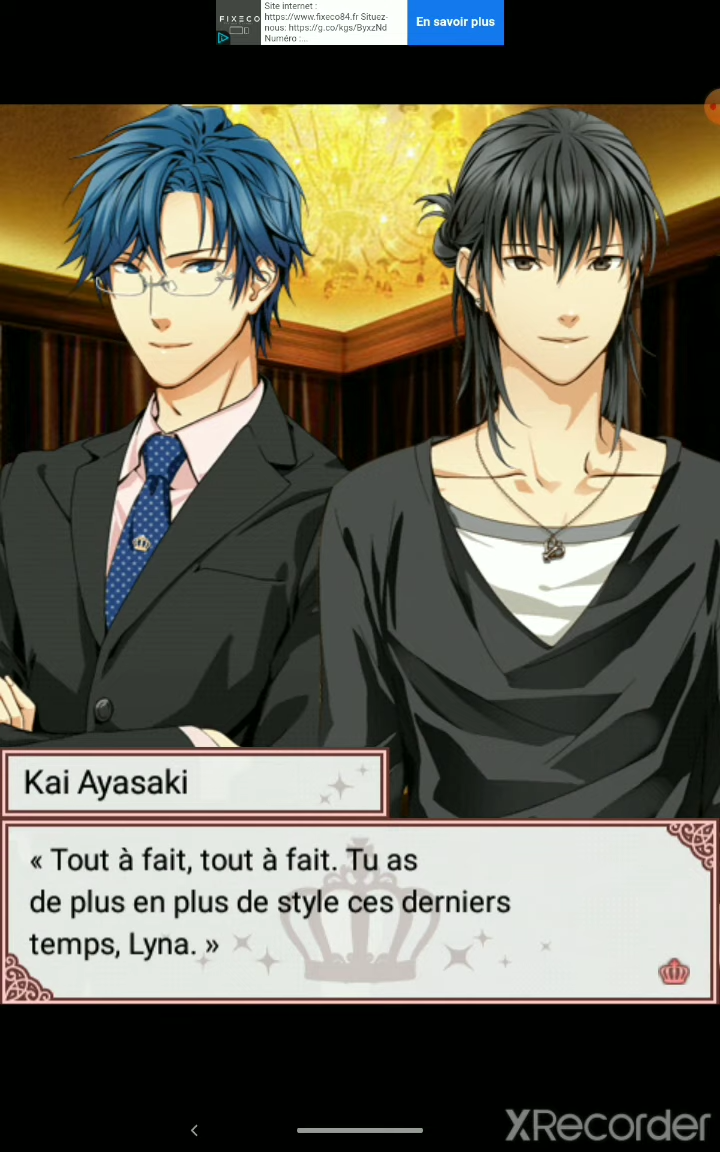 FIXECO
Site internet :
https://www.fixeco84.fr Situez-
nous: https://g.co/kgs/ByxzNd
Numéro :...
En savoir plus
Kai Ayasaki
« Tout à fait, tout à fait. Tu as
de plus en plus de style ces derniers
temps, Lyna. »
XRecorder